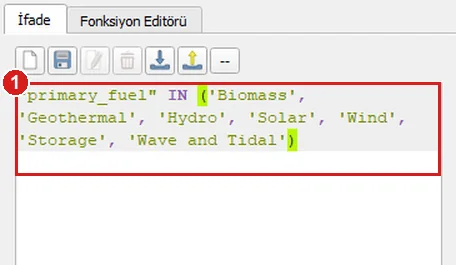 İfade
Fonksiyon Editörü
--
1
"primary_fuel" IN ('Biomass',
'Geothermal', 'Hydro', 'Solar', 'Wind',
'Storage', 'Wave and Tidal')